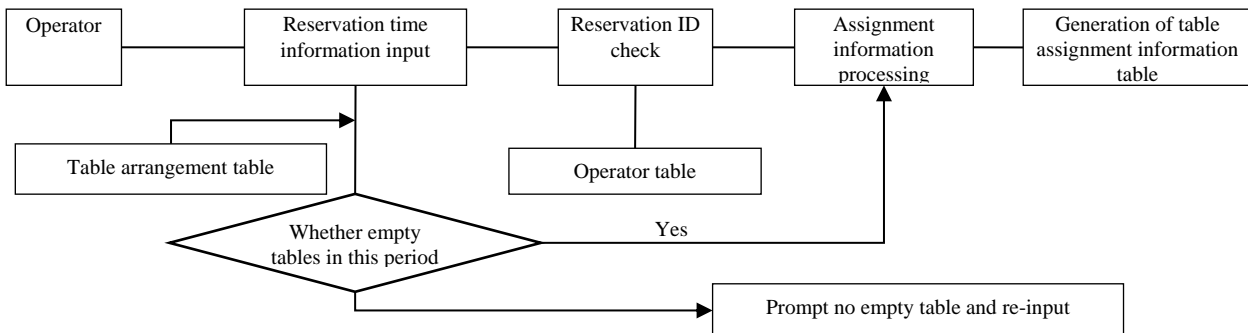 Operator
Reservation time
information input
Reservation ID
check
Assignment
information
processing
Generation of table
assignment information
table
Table arrangement table
Operator table
Whether empty
tables in this period
Yes
Prompt no empty table and re-input